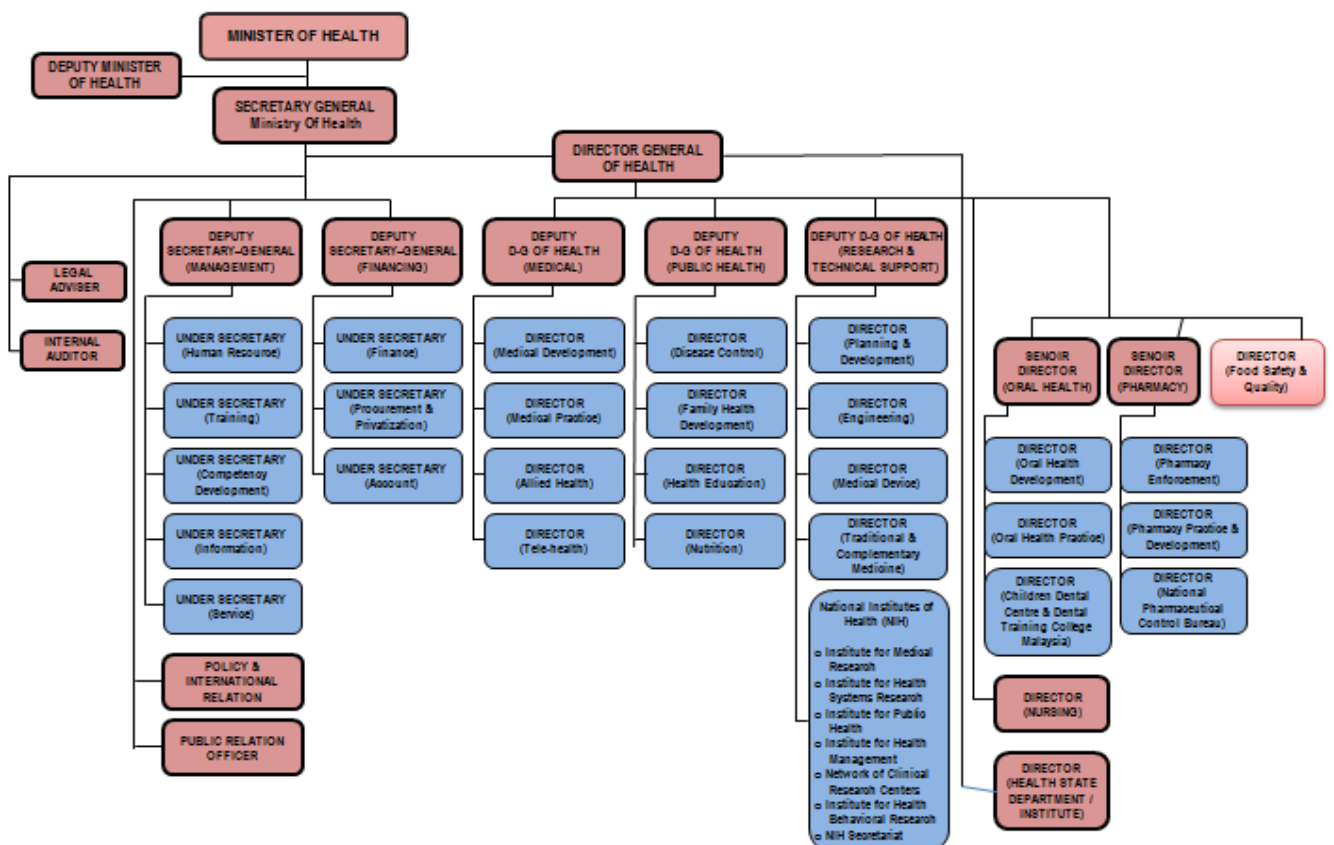 MINISTER OF HEALTH
DEPUTY MINISTER
OF HEALTH
SECRETARY GENERAL
Ministry Of Health
DIRECTOR GENERAL
OF HEALTH
LEGAL
ADVISER
INTERNAL
AUDITOR
DEPUTY
SECRETARY-GENERAL
(MANAGEMENT)
UNDER SECRETARY
(Human Resource)
UNDER SECRETARY
(Training)
UNDER SECRETARY
(Competency
Development)
UNDER SECRETARY
(Information)
UNDER SECRETARY
(Service)
POLICY &
INTERNATIONAL
RELATION
PUBLIC RELATION
OFFICER
DEPUTY
SECRETARY-GENERAL
(FINANCING)
UNDER SECRETARY
(Finance)
UNDER SECRETARY
(Procurement &
Privatization)
UNDER SECRETARY
(Account)
DEPUTY
D-G OF HEALTH
(MEDICAL)
DIRECTOR
(Medical Development)
DIRECTOR
(Medical Practice)
DIRECTOR
(Allied Health)
DIRECTOR
(Tele-health)
DEPUTY
D-G OF HEALTH
(PUBLIC HEALTH)
DIRECTOR
(Disease Control)
DIRECTOR
(Family Health
Development)
DIRECTOR
(Health Education)
DIRECTOR
(Nutrition)
DEPUTY D-G OF HEALTH
(RESEARCH &
TECHNICAL SUPPORT)
DIRECTOR
(Planning &
Development)
DIRECTOR
(Engineering)
DIRECTOR
(Medical Device)
DIRECTOR
(Traditional &
Complementary
Medicine)
National Institutes of
Health (NIH)
o Institute for Medical
Research
o Institute for Health
Systems Research
o Institute for Public
Health
o Institute for Health
Management
o Network of Clinical
Research Centers
o Institute for Health
Behavioral Research
o NIH Secretariat
SENOIR
DIRECTOR
(ORAL HEALTH)
DIRECTOR
(Oral Health
Development)
DIRECTOR
(Oral Health Practice)
DIRECTOR
(Children Dental
Centre & Dental
Training College
Malaysia)
SENOIR
DIRECTOR
(PHARMACY)
DIRECTOR
(Pharmacy
Enforcement)
DIRECTOR
(Pharmacy Practice &
Development)
DIRECTOR
(National
Pharmaceutical
Control Bureau)
DIRECTOR
(Food Safety &
Quality)
DIRECTOR
(NURSING)
DIRECTOR
(HEALTH STATE
DEPARTMENT /
INSTITUTE)